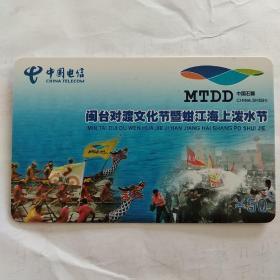 中国电信
CHINA TELECOM
MTDD 中国石狮
CHINA.SHISHI
闽台对渡文化节暨蚶江海上泼水节
MIN TAI DUI DU WEN HUA JIE JI HAN JIANG HAI SHANG PO SHUI JIE
¥50